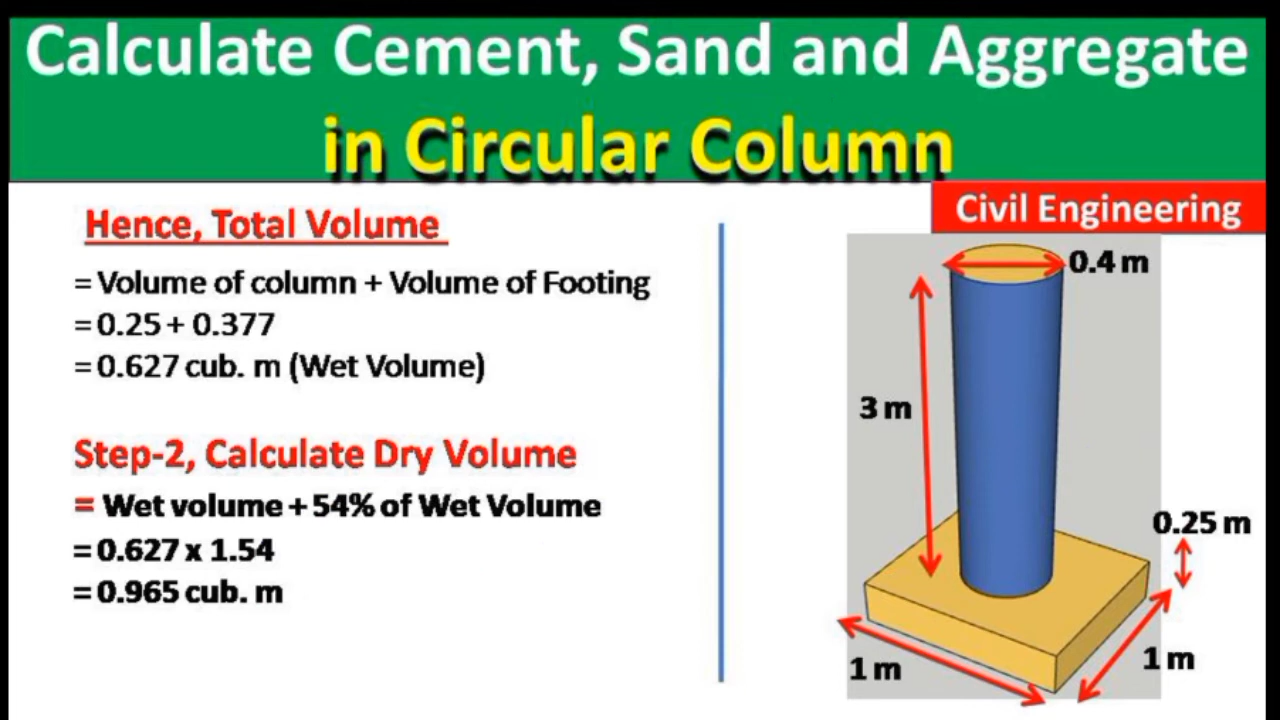 Calculate Cement, Sand and Aggregate
in Circular Column
Civil Engineering
Hence, Total Volume
= Volume of column + Volume of Footing
= 0.25 + 0.377
= 0.627 cub. m (Wet Volume)
Step-2, Calculate Dry Volume
= Wet volume + 54% of Wet Volume
= 0.627 x 1.54
= 0.965 cub. m
0.4 m
3 m
0.25 m
1 m
1 m